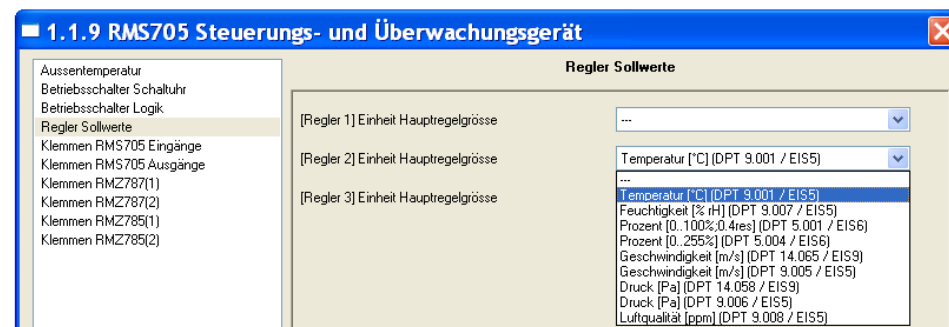 1.1.9 RMS705 Steuerungs- und Überwachungsgerät
Aussentemperatur
Betriebsschalter Schaltuhr
Betriebsschalter Logik
Regler Sollwerte
Klemmen RMS705 Eingänge
Klemmen RMS705 Ausgänge
Klemmen RMZ787(1)
Klemmen RMZ787(2)
Klemmen RMZ785(1)
Klemmen RMZ785(2)
Regler Sollwerte
[Regler 1] Einheit Hauptregelgrösse
---
[Regler 2] Einheit Hauptregelgrösse
Temperatur [°C] (DPT 9.001 / EIS5)
[Regler 3] Einheit Hauptregelgrösse
---
Temperatur [°C] (DPT 9.001 / EIS5)
Feuchtigkeit [% rH] (DPT 9.007 / EIS5)
Prozent [0..100%;0.4res] (DPT 5.001 / EIS6)
Prozent [0..255%] (DPT 5.004 / EIS6)
Geschwindigkeit [m/s] (DPT 14.065 / EIS9)
Geschwindigkeit [m/s] (DPT 9.005 / EIS5)
Druck [Pa] (DPT 14.058 / EIS9)
Druck [Pa] (DPT 9.006 / EIS5)
Luftqualität [ppm] (DPT 9.008 / EIS5)